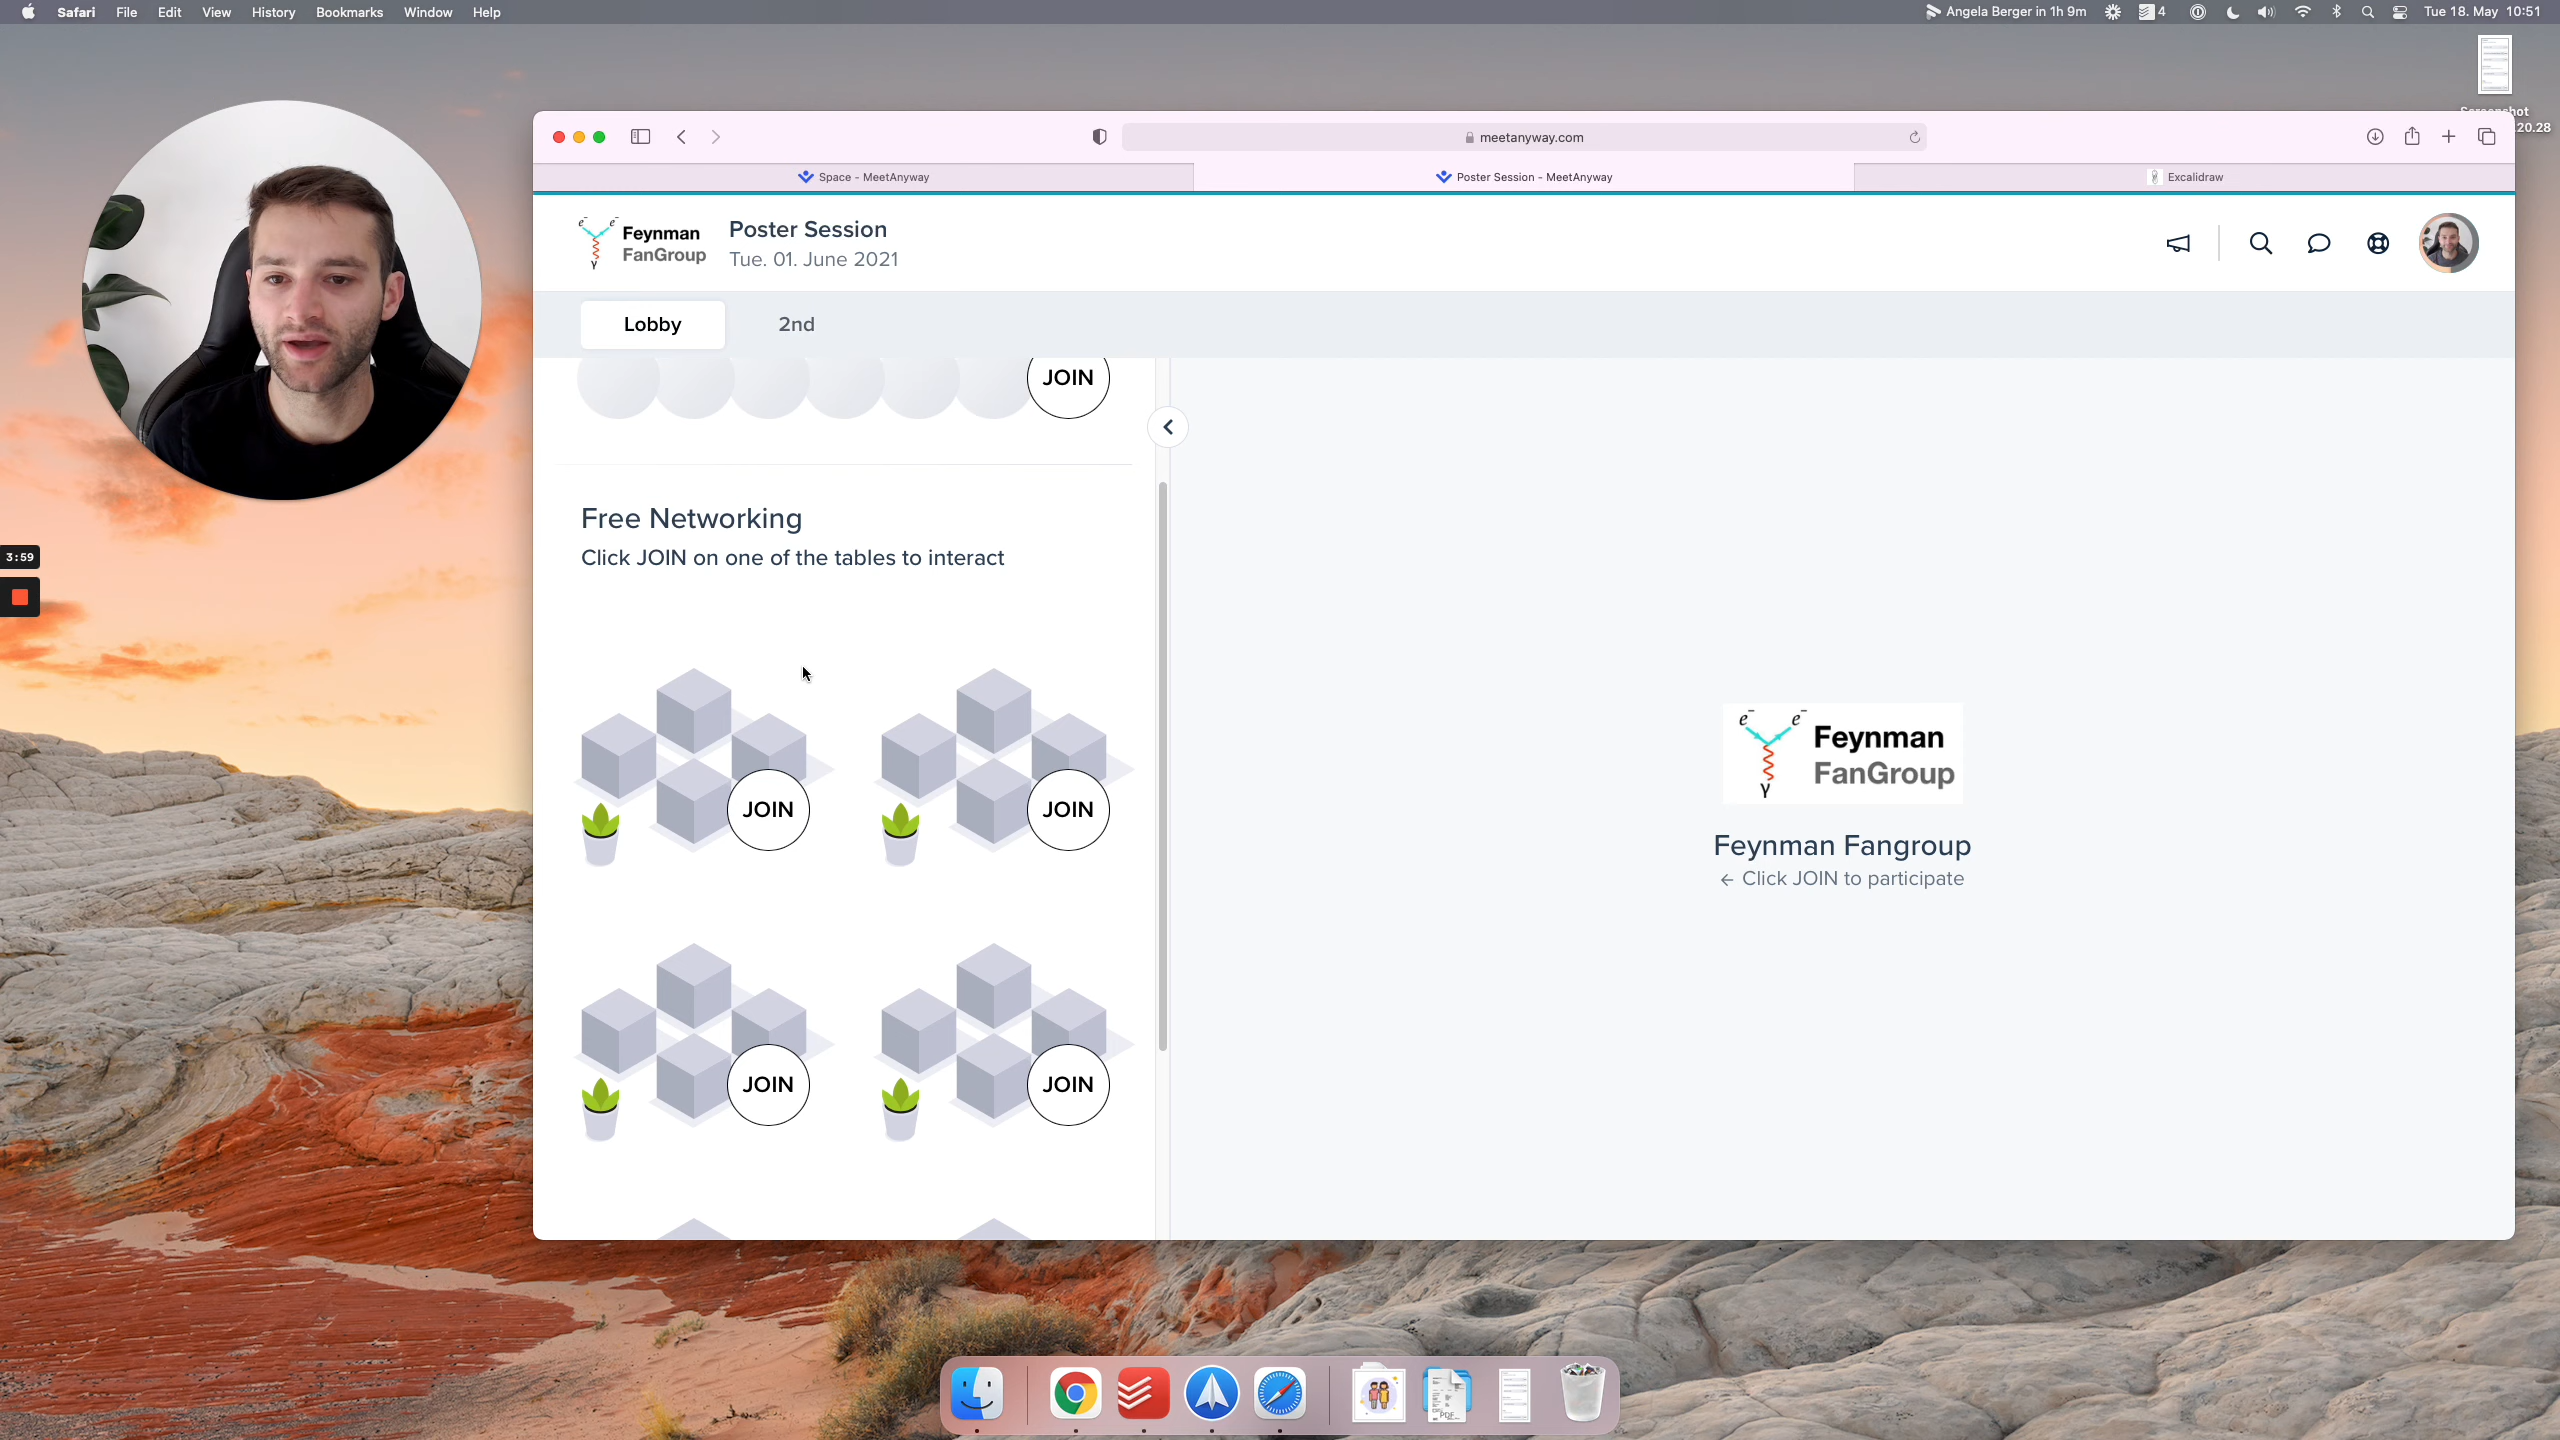 Safari File Edit View History Bookmarks Window Help
Angela Berger in 1h 9m 4 Tue 18. May 10:51
20.28
meetanyway.com
Space - MeetAnyway
Poster Session - MeetAnyway
Excalidraw
e⁻ e⁻ γ
Feynman
FanGroup
Poster Session
Tue. 01. June 2021
Lobby 2nd
JOIN
Free Networking
Click JOIN on one of the tables to interact
JOIN JOIN
JOIN JOIN
3:59
e⁻ e⁻ γ
Feynman
FanGroup
Feynman Fangroup
← Click JOIN to participate
PDF